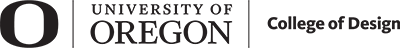 O
UNIVERSITY OF
OREGON
College of Design